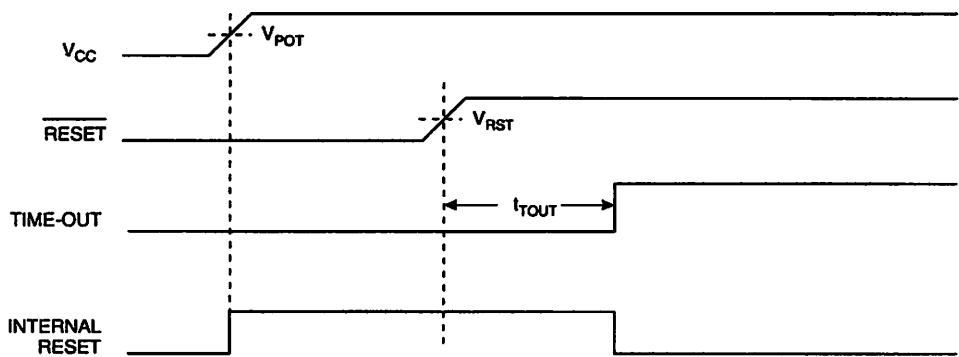 VCC
VPOT
RESET
VRST
TIME-OUT
tTOUT
INTERNAL
RESET